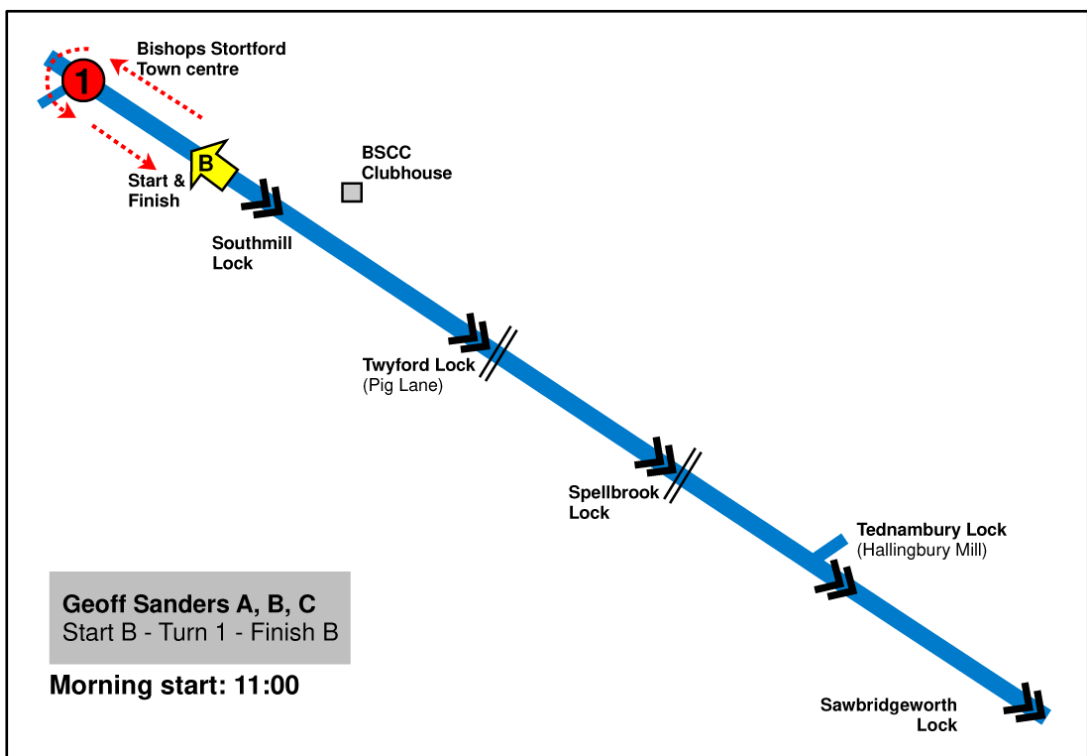 Bishops Stortford
Town centre
1
B
Start &
Finish
BSCC
Clubhouse
Southmill
Lock
Twyford Lock
(Pig Lane)
Spellbrook
Lock
Tednambury Lock
(Hallingbury Mill)
Geoff Sanders A, B, C
Start B - Turn 1 - Finish B
Morning start: 11:00
Sawbridgeworth
Lock